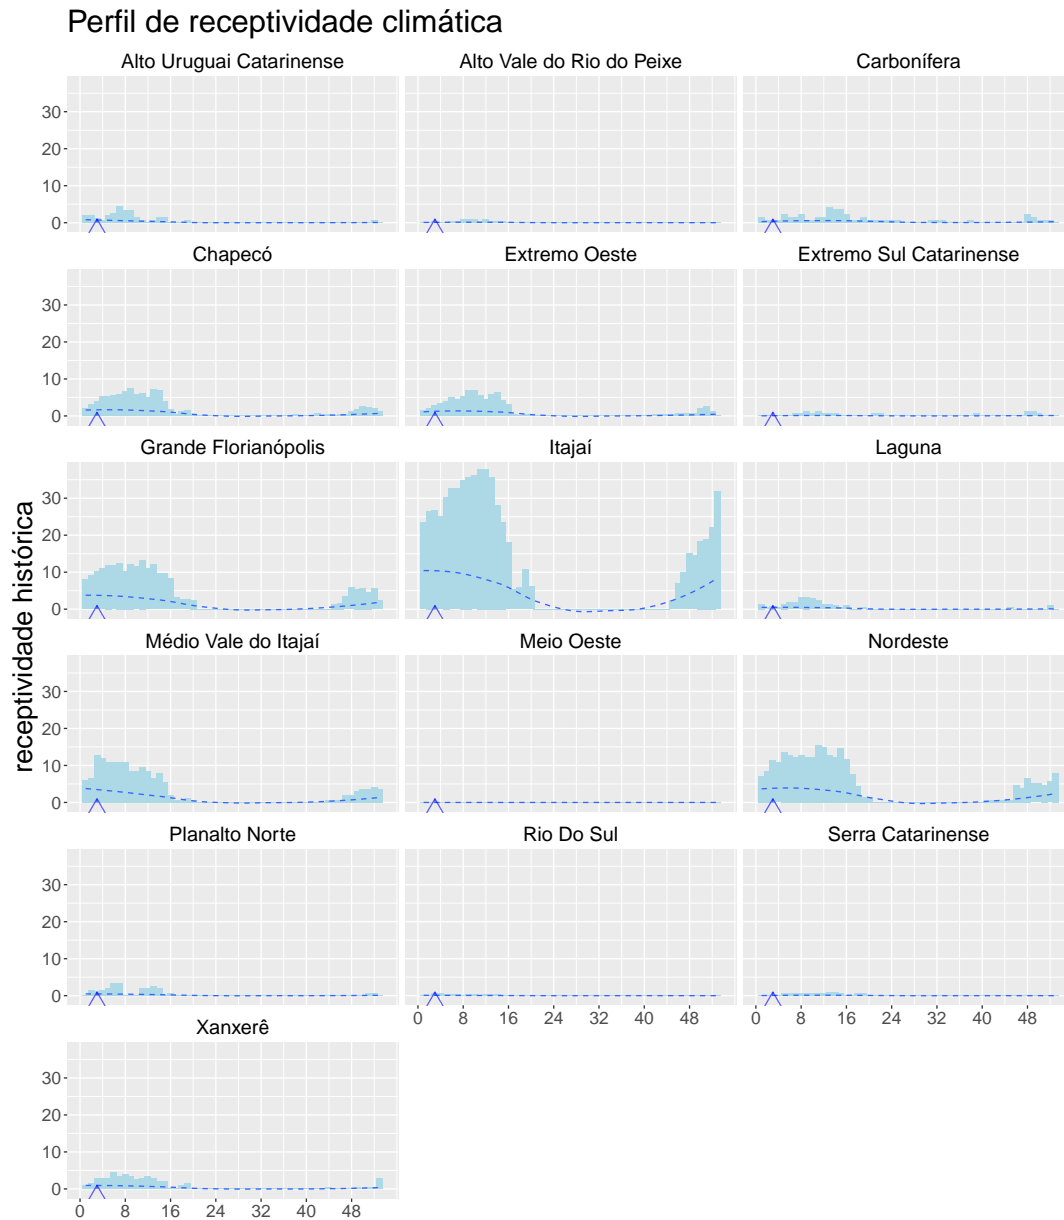 Perfil de receptividade climática
Alto Uruguai Catarinense Alto Vale do Rio do Peixe Carbonífera
30
20
10
0
Chapecó Extremo Oeste Extremo Sul Catarinense
30
20
10
0
Grande Florianópolis Itajaí Laguna
30
20
10
0
receptividade histórica
Médio Vale do Itajaí Meio Oeste Nordeste
30
20
10
0
Planalto Norte Rio Do Sul Serra Catarinense
30
20
10
0
0 8 16 24 32 40 48 0 8 16 24 32 40 48
Xanxerê
30
20
10
0
0 8 16 24 32 40 48